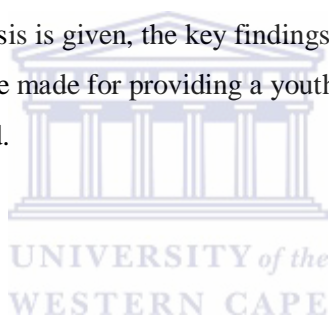 sis is given, the key findings
e made for providing a youth
l.
UNIVERSITY of the
WESTERN CAPE